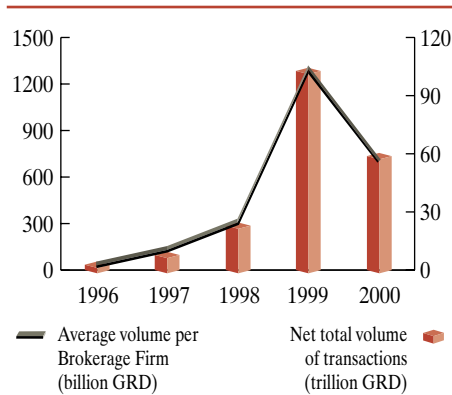 1500
1200
900
600
300
0
120
90
60
30
0
1996 1997 1998 1999 2000
Average volume per
Brokerage Firm
(billion GRD)
Net total volume
of transactions
(trillion GRD)